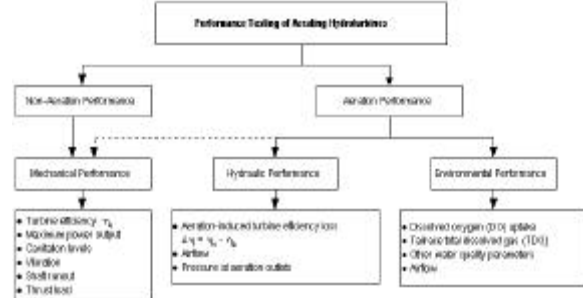 Performance Testing of Aerating Hydroturbines
Non-Aeration Performance
Aeration Performance
Mechanical Performance
Hydraulic Performance
Environmental Performance
• Turbine efficiency
• Maximum power output
• Cavitation levels
• Vibration
• Shaft runout
• Thrust load
• Aeration-induced turbine efficiency loss
• Airflow
• Pressure at aeration outlets
• Dissolved oxygen (DO) uptake
• Tailrace total dissolved gas (TDG)
• Other water quality parameters
• Airflow